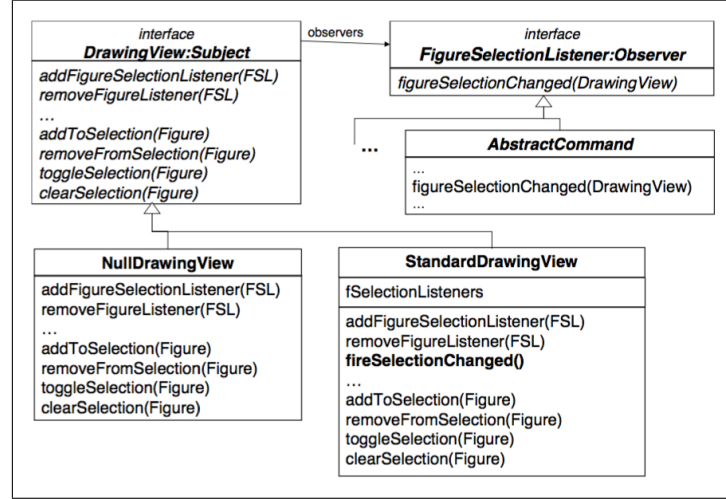 interface
DrawingView:Subject
addFigureSelectionListener(FSL)
removeFigureListener(FSL)
...
addToSelection(Figure)
removeFromSelection(Figure)
toggleSelection(Figure)
clearSelection(Figure)
observers
interface
FigureSelectionListener:Observer
figureSelectionChanged(DrawingView)
...
AbstractCommand
...
figureSelectionChanged(DrawingView)
...
NullDrawingView
addFigureSelectionListener(FSL)
removeFigureListener(FSL)
...
addToSelection(Figure)
removeFromSelection(Figure)
toggleSelection(Figure)
clearSelection(Figure)
StandardDrawingView
fSelectionListeners
addFigureSelectionListener(FSL)
removeFigureListener(FSL)
fireSelectionChanged()
...
addToSelection(Figure)
removeFromSelection(Figure)
toggleSelection(Figure)
clearSelection(Figure)